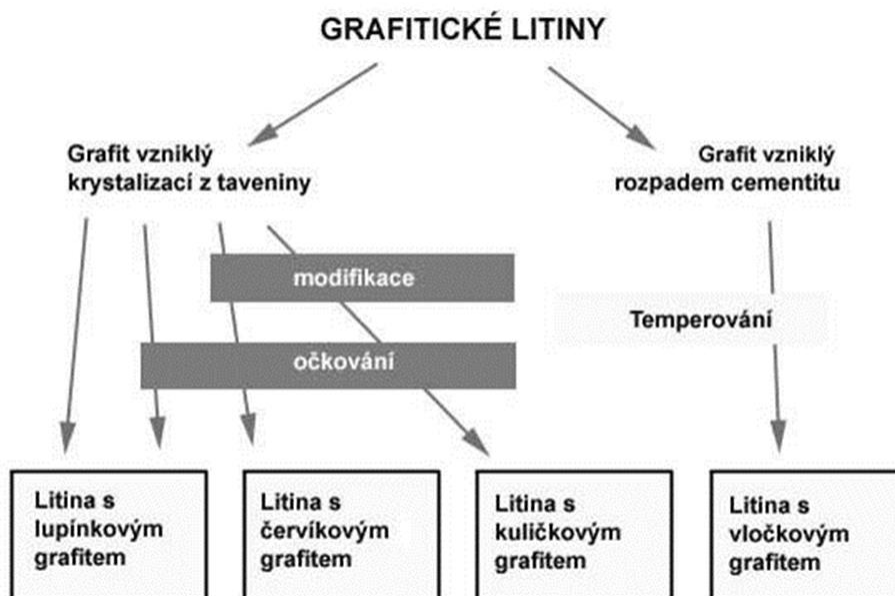 GRAFITICKÉ LITINY
Grafit vzniklý
krystalizací z taveniny
Grafit vzniklý
rozpadem cementitu
modifikace
Temperování
očkování
Litina s
lupínkovým
grafitem
Litina s
červíkovým
grafitem
Litina s
kuličkovým
grafitem
Litina s
vločkovým
grafitem